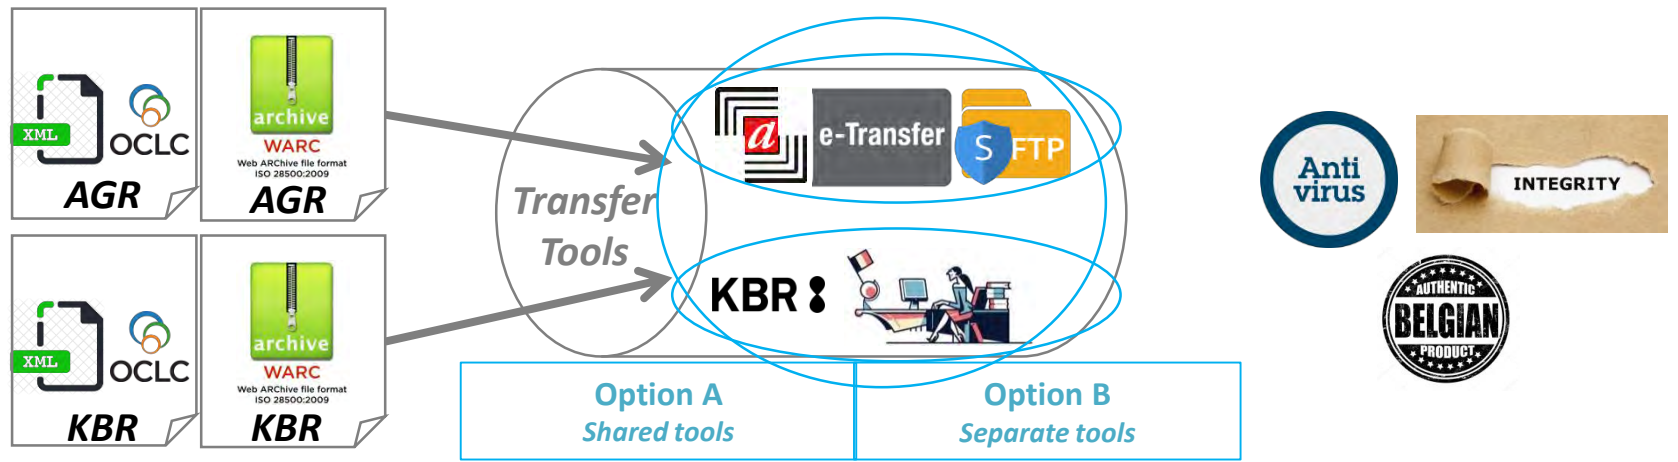 XML
OCLC
AGR
archive
WARC
Web ARChive file format
ISO 28500:2009
AGR
XML
OCLC
KBR
archive
WARC
Web ARChive file format
ISO 28500:2009
KBR
Transfer
Tools
a
e-Transfer
S FTP
KBR
Option A
Shared tools
Option B
Separate tools
Anti
virus
INTEGRITY
AUTHENTIC
BELGIAN
PRODUCT